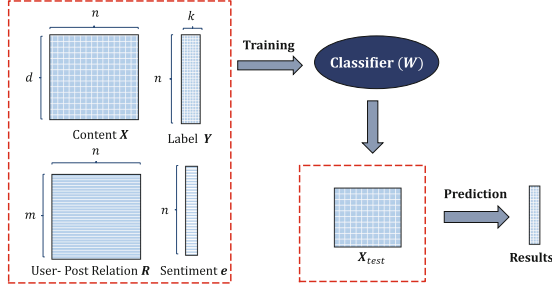 n
k
d
n
Training
Classifier (W)
Content X
Label Y
n
m
n
Prediction
X_test
Results
User- Post Relation R
Sentiment e